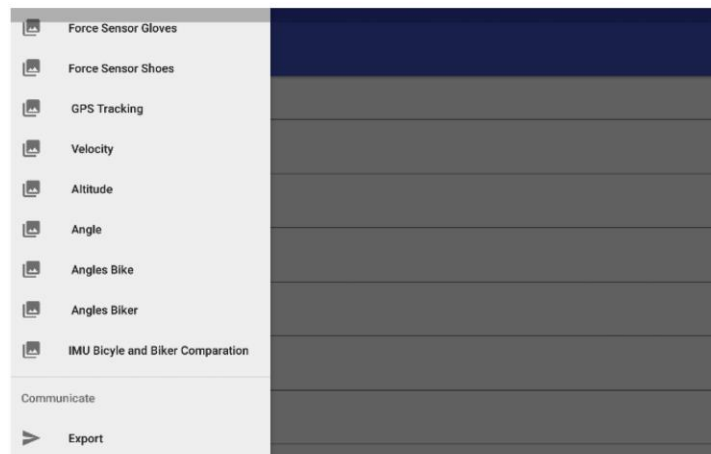 Force Sensor Gloves
Force Sensor Shoes
GPS Tracking
Velocity
Altitude
Angle
Angles Bike
Angles Biker
IMU Bicyle and Biker Comparation
Communicate
Export